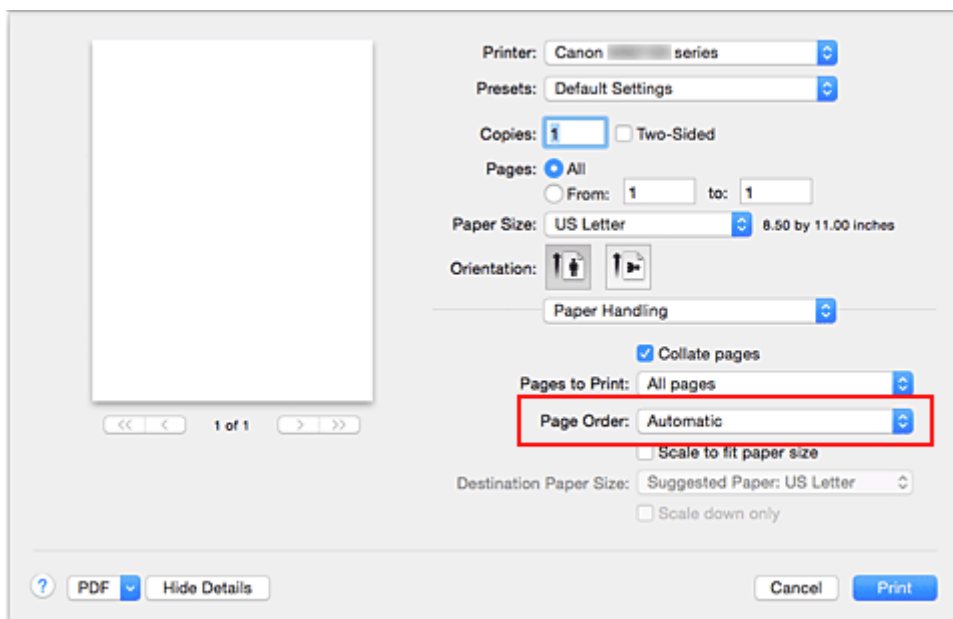 Printer: Canon series
Presets: Default Settings
Copies: 1 Two-Sided
Pages: All
From: 1 to: 1
Paper Size: US Letter 8.50 by 11.00 inches
Orientation:
Paper Handling
Collate pages
Pages to Print: All pages
<< < 1 of 1 > >>
Page Order: Automatic
Scale to fit paper size
Destination Paper Size: Suggested Paper: US Letter
Scale down only
? PDF Hide Details Cancel Print